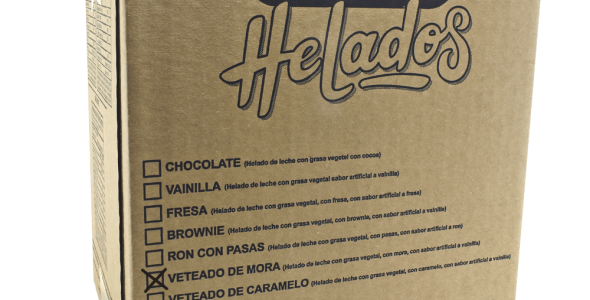 Helados
CHOCOLATE (Helado de leche con grasa vegetal con cocoa)
VAINILLA (Helado de leche con grasa vegetal sabor artificial a vainilla)
FRESA (Helado de leche con grasa vegetal, con fresa, con sabor artificial a fresa)
BROWNIE (Helado de leche con grasa vegetal, con brownie, con sabor artificial a vainilla)
RON CON PASAS (Helado de leche con grasa vegetal, con pasas, con sabor artificial a ron)
VETEADO DE MORA (Helado de leche con grasa vegetal, con mora, con sabor artificial a vainilla)
VETEADO DE CARAMELO (Helado de leche con grasa vegetal, con caramelo, con sabor artificial a vainilla)